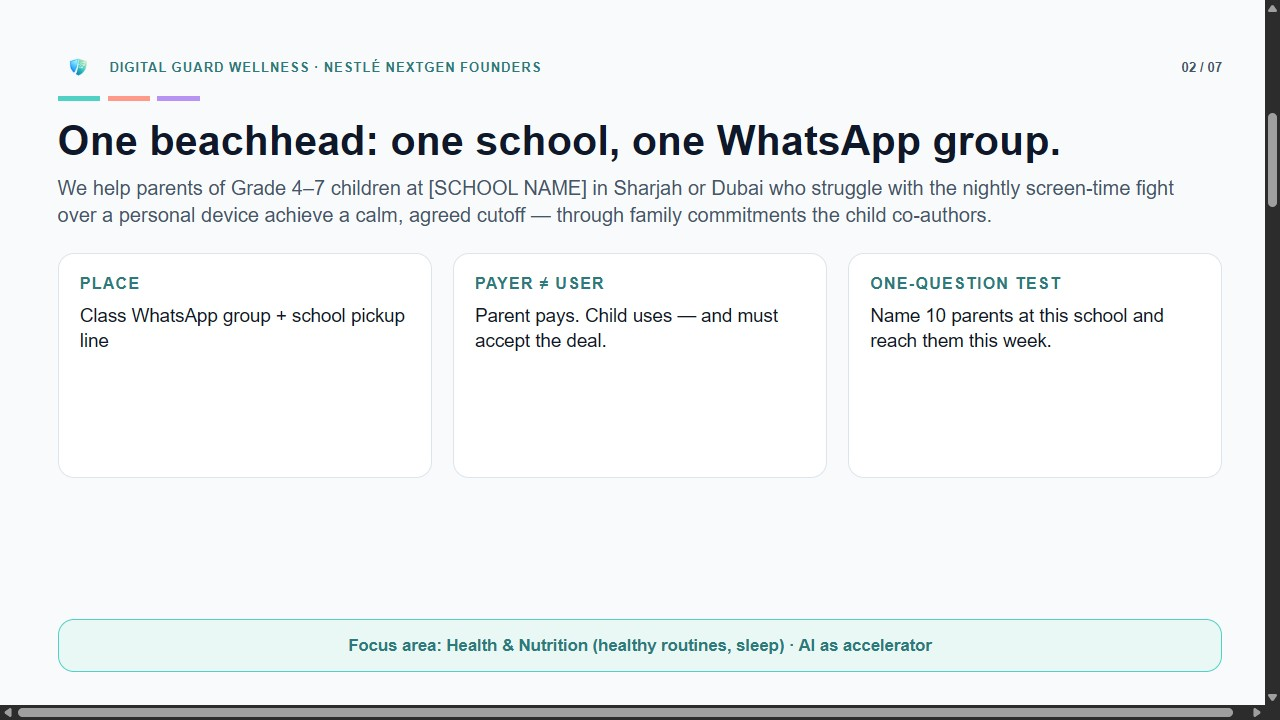 DIGITAL GUARD WELLNESS · NESTLÉ NEXTGEN FOUNDERS
02 / 07
One beachhead: one school, one WhatsApp group.
We help parents of Grade 4–7 children at [SCHOOL NAME] in Sharjah or Dubai who struggle with the nightly screen-time fight
over a personal device achieve a calm, agreed cutoff — through family commitments the child co-authors.
PLACE
Class WhatsApp group + school pickup
line
PAYER ≠ USER
Parent pays. Child uses — and must
accept the deal.
ONE-QUESTION TEST
Name 10 parents at this school and
reach them this week.
Focus area: Health & Nutrition (healthy routines, sleep) · AI as accelerator